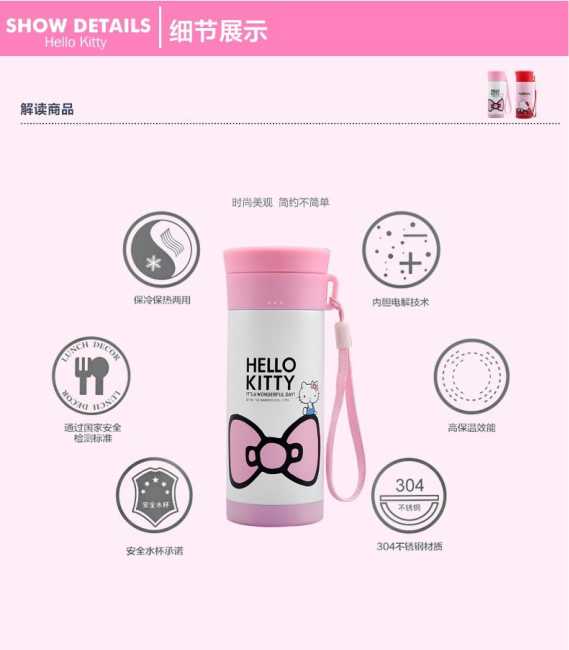 SHOW DETAILS
Hello Kitty
细节展示
解读商品
时尚美观 简约不简单
保冷保热两用
内胆电解技术
HELLO
KITTY
IT'S A WONDERFUL DAY!
LUNCH DECOR
LUNCH DECOR
通过国家安全
检测标准
高保温效能
安全水杯
安全水杯承诺
304
不锈钢
304不锈钢材质